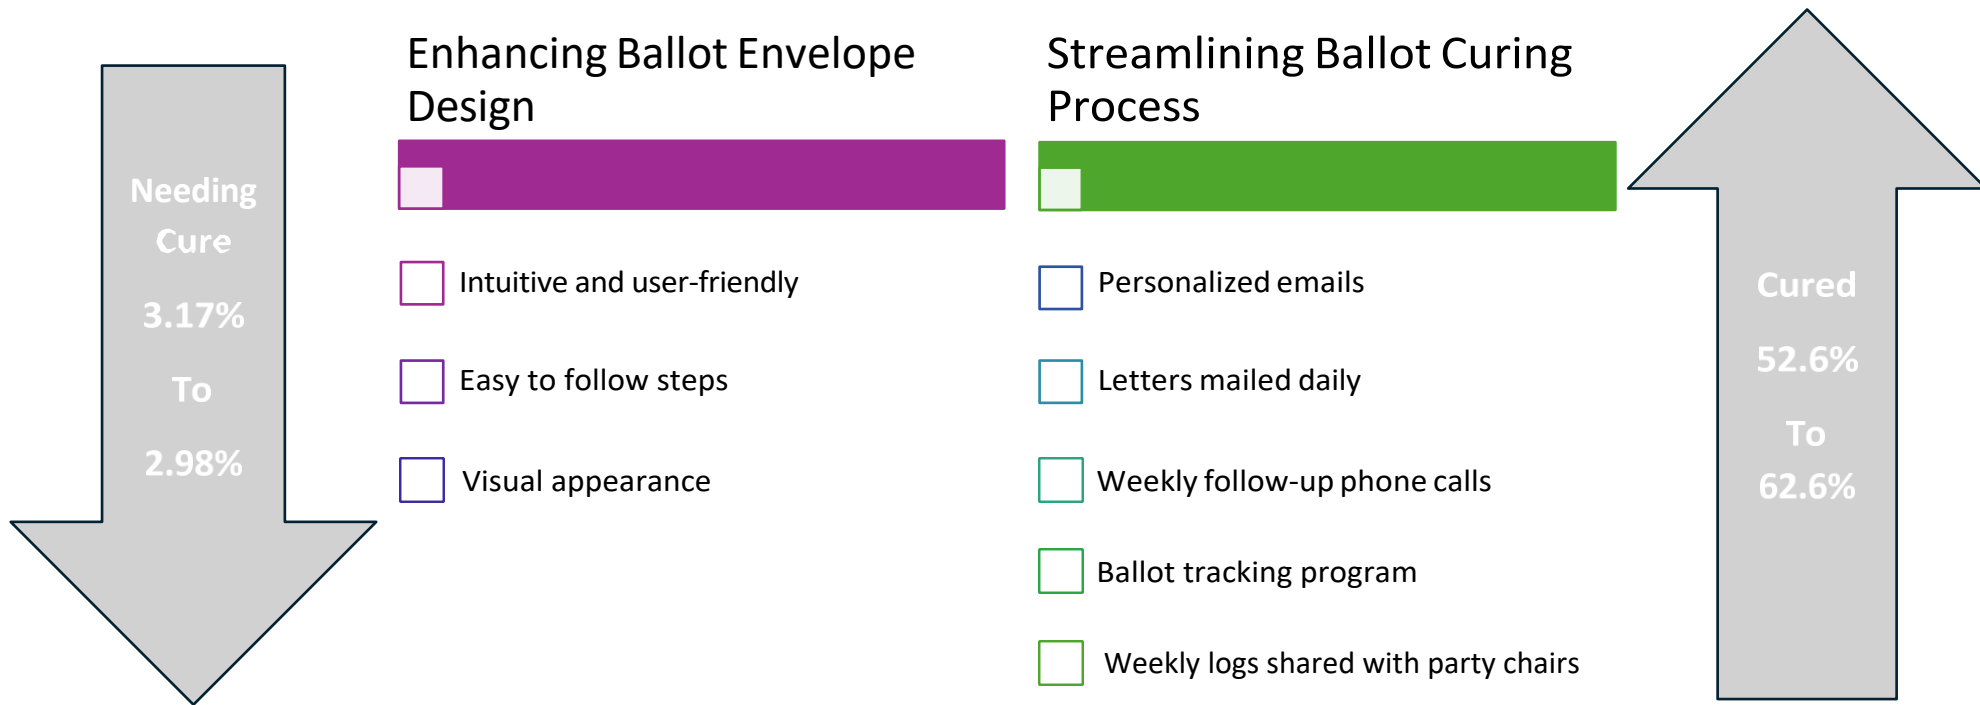 Needing
Cure
3.17%
To
2.98%
Enhancing Ballot Envelope
Design
Intuitive and user-friendly
Easy to follow steps
Visual appearance
Streamlining Ballot Curing
Process
Personalized emails
Letters mailed daily
Weekly follow-up phone calls
Ballot tracking program
Weekly logs shared with party chairs
Cured
52.6%
To
62.6%